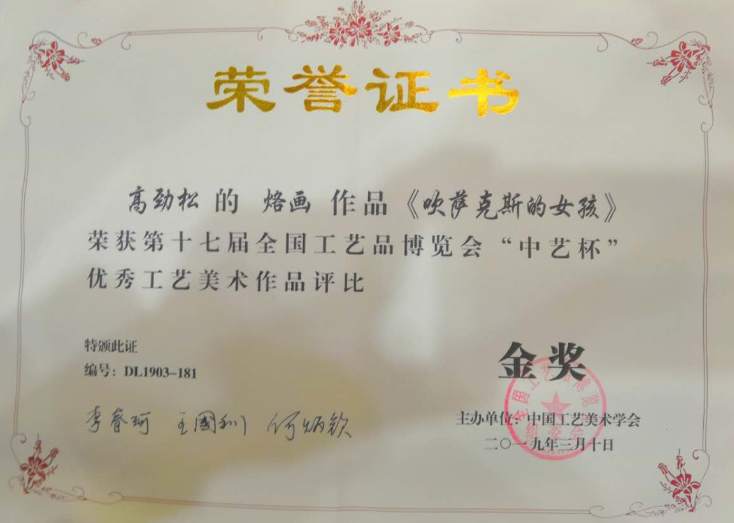 荣誉证书
高劲松的 烙画 作品《吹萨克斯的女孩》
荣获第十七届全国工艺品博览会“中艺杯”
优秀工艺美术作品评比
特颁此证
编号：DL1903-181
金奖
主办单位：中国工艺美术学会
二〇一九年三月十日